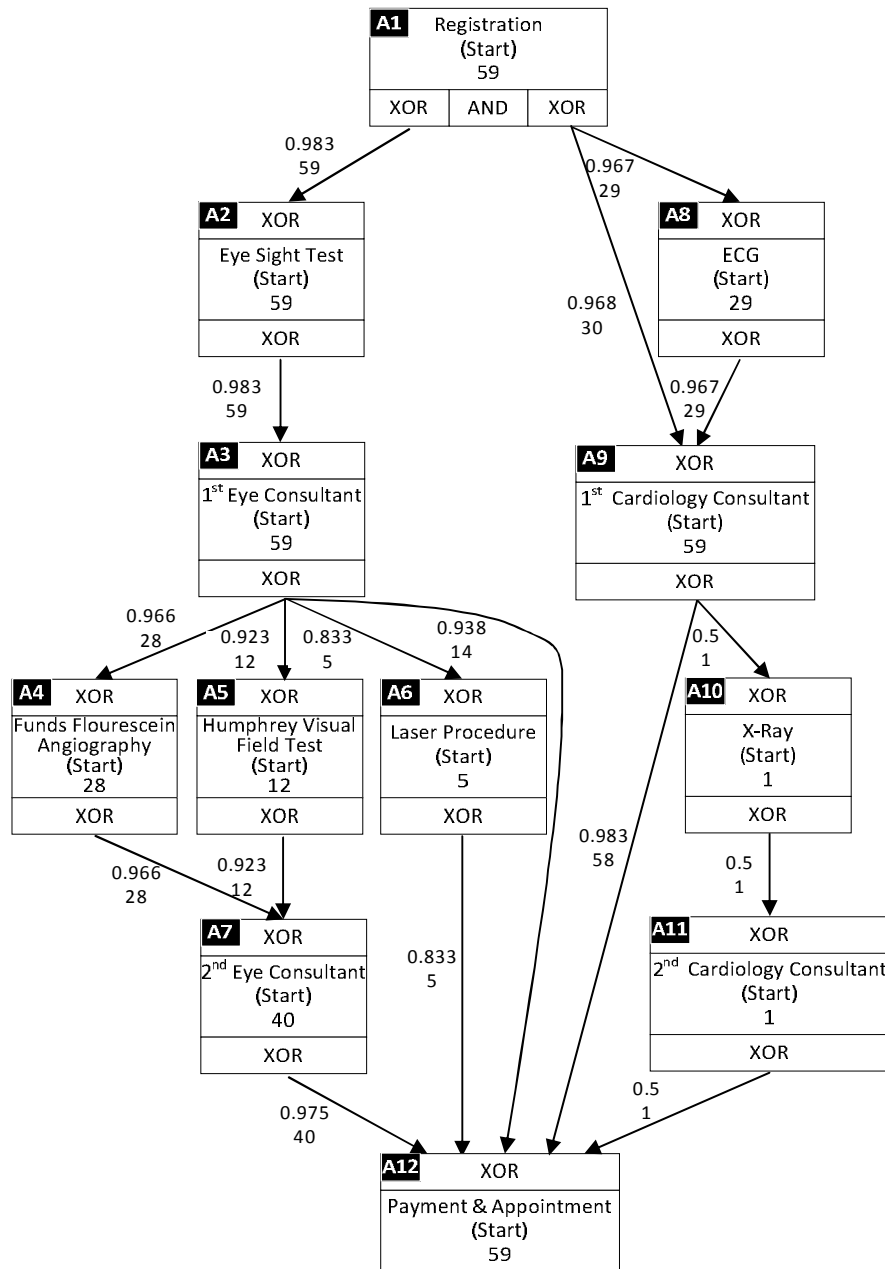 A1
Registration
(Start)
59
XOR
AND
XOR
0.983
59
0.967
29
A2
XOR
Eye Sight Test
(Start)
59
XOR
A8
XOR
ECG
(Start)
29
XOR
0.968
30
0.983
59
0.967
29
A3
XOR
1st Eye Consultant
(Start)
59
XOR
A9
XOR
1st Cardiology Consultant
(Start)
59
XOR
0.966
28
0.923
12
0.833
5
0.938
14
0.5
1
A4
XOR
Funds Flourescein
Angiography
(Start)
28
XOR
A5
XOR
Humphrey Visual
Field Test
(Start)
12
XOR
A6
XOR
Laser Procedure
(Start)
5
XOR
A10
XOR
X-Ray
(Start)
1
XOR
0.966
28
0.923
12
0.983
58
0.5
1
A7
XOR
2nd Eye Consultant
(Start)
40
XOR
0.833
5
A11
XOR
2nd Cardiology Consultant
(Start)
1
XOR
0.975
40
0.5
1
A12
XOR
Payment & Appointment
(Start)
59